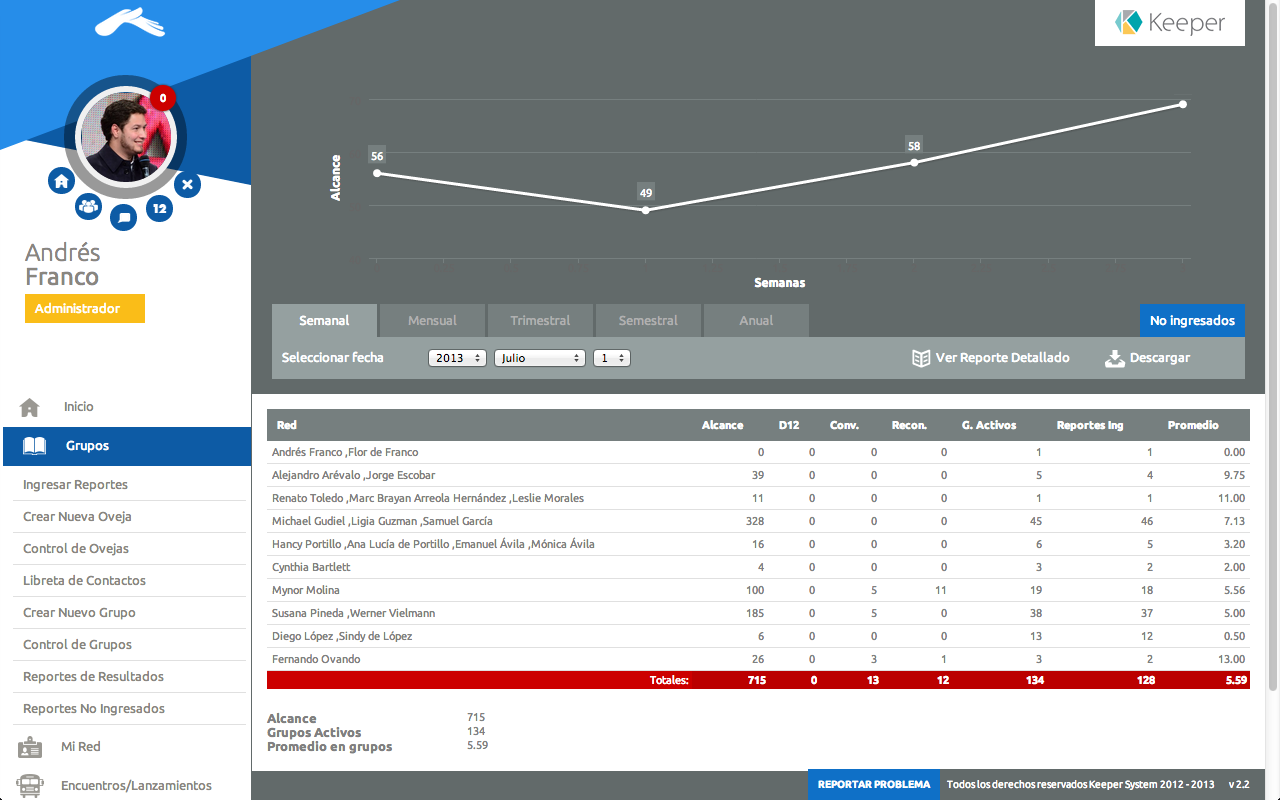 Keeper
0
56
49
58
Alcance
Semanas
12
Andrés
Franco
Administrador
Semanal Mensual Trimestral Semestral Anual No ingresados
Seleccionar fecha 2013 Julio 1 Ver Reporte Detallado Descargar
Inicio
Grupos
Ingresar Reportes
Crear Nueva Oveja
Control de Ovejas
Libreta de Contactos
Crear Nuevo Grupo
Control de Grupos
Reportes de Resultados
Reportes No Ingresados
Mi Red
Encuentros/Lanzamientos
Red Alcance D12 Conv. Recon. G. Activos Reportes Ing Promedio
Andrés Franco ,Flor de Franco 0 0 0 0 1 1 0.00
Alejandro Arévalo ,Jorge Escobar 39 0 0 0 5 4 9.75
Renato Toledo ,Marc Brayan Arreola Hernández ,Leslie Morales 11 0 0 0 1 1 11.00
Michael Gudiel ,Ligia Guzman ,Samuel García 328 0 0 0 45 46 7.13
Hancy Portillo ,Ana Lucía de Portillo ,Emanuel Ávila ,Mónica Ávila 16 0 0 0 6 5 3.20
Cynthia Bartlett 4 0 0 0 3 2 2.00
Mynor Molina 100 0 5 11 19 18 5.56
Susana Pineda ,Werner Vielmann 185 0 5 0 38 37 5.00
Diego López ,Sindy de López 6 0 0 0 13 12 0.50
Fernando Ovando 26 0 3 1 3 2 13.00
Totales: 715 0 13 12 134 128 5.59
Alcance 715
Grupos Activos 134
Promedio en grupos 5.59
REPORTAR PROBLEMA Todos los derechos reservados Keeper System 2012 - 2013 v 2.2